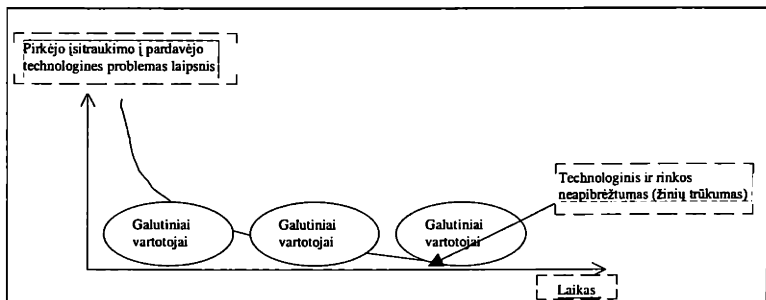 Pirkėjo įsitraukimo į pardavėjo
technologines problemas laipsnis
Technologinis ir rinkos
neapibrėžtumas (žinių trūkumas)
Galutiniai
vartotojai
Galutiniai
vartotojai
Galutiniai
vartotojai
Laikas